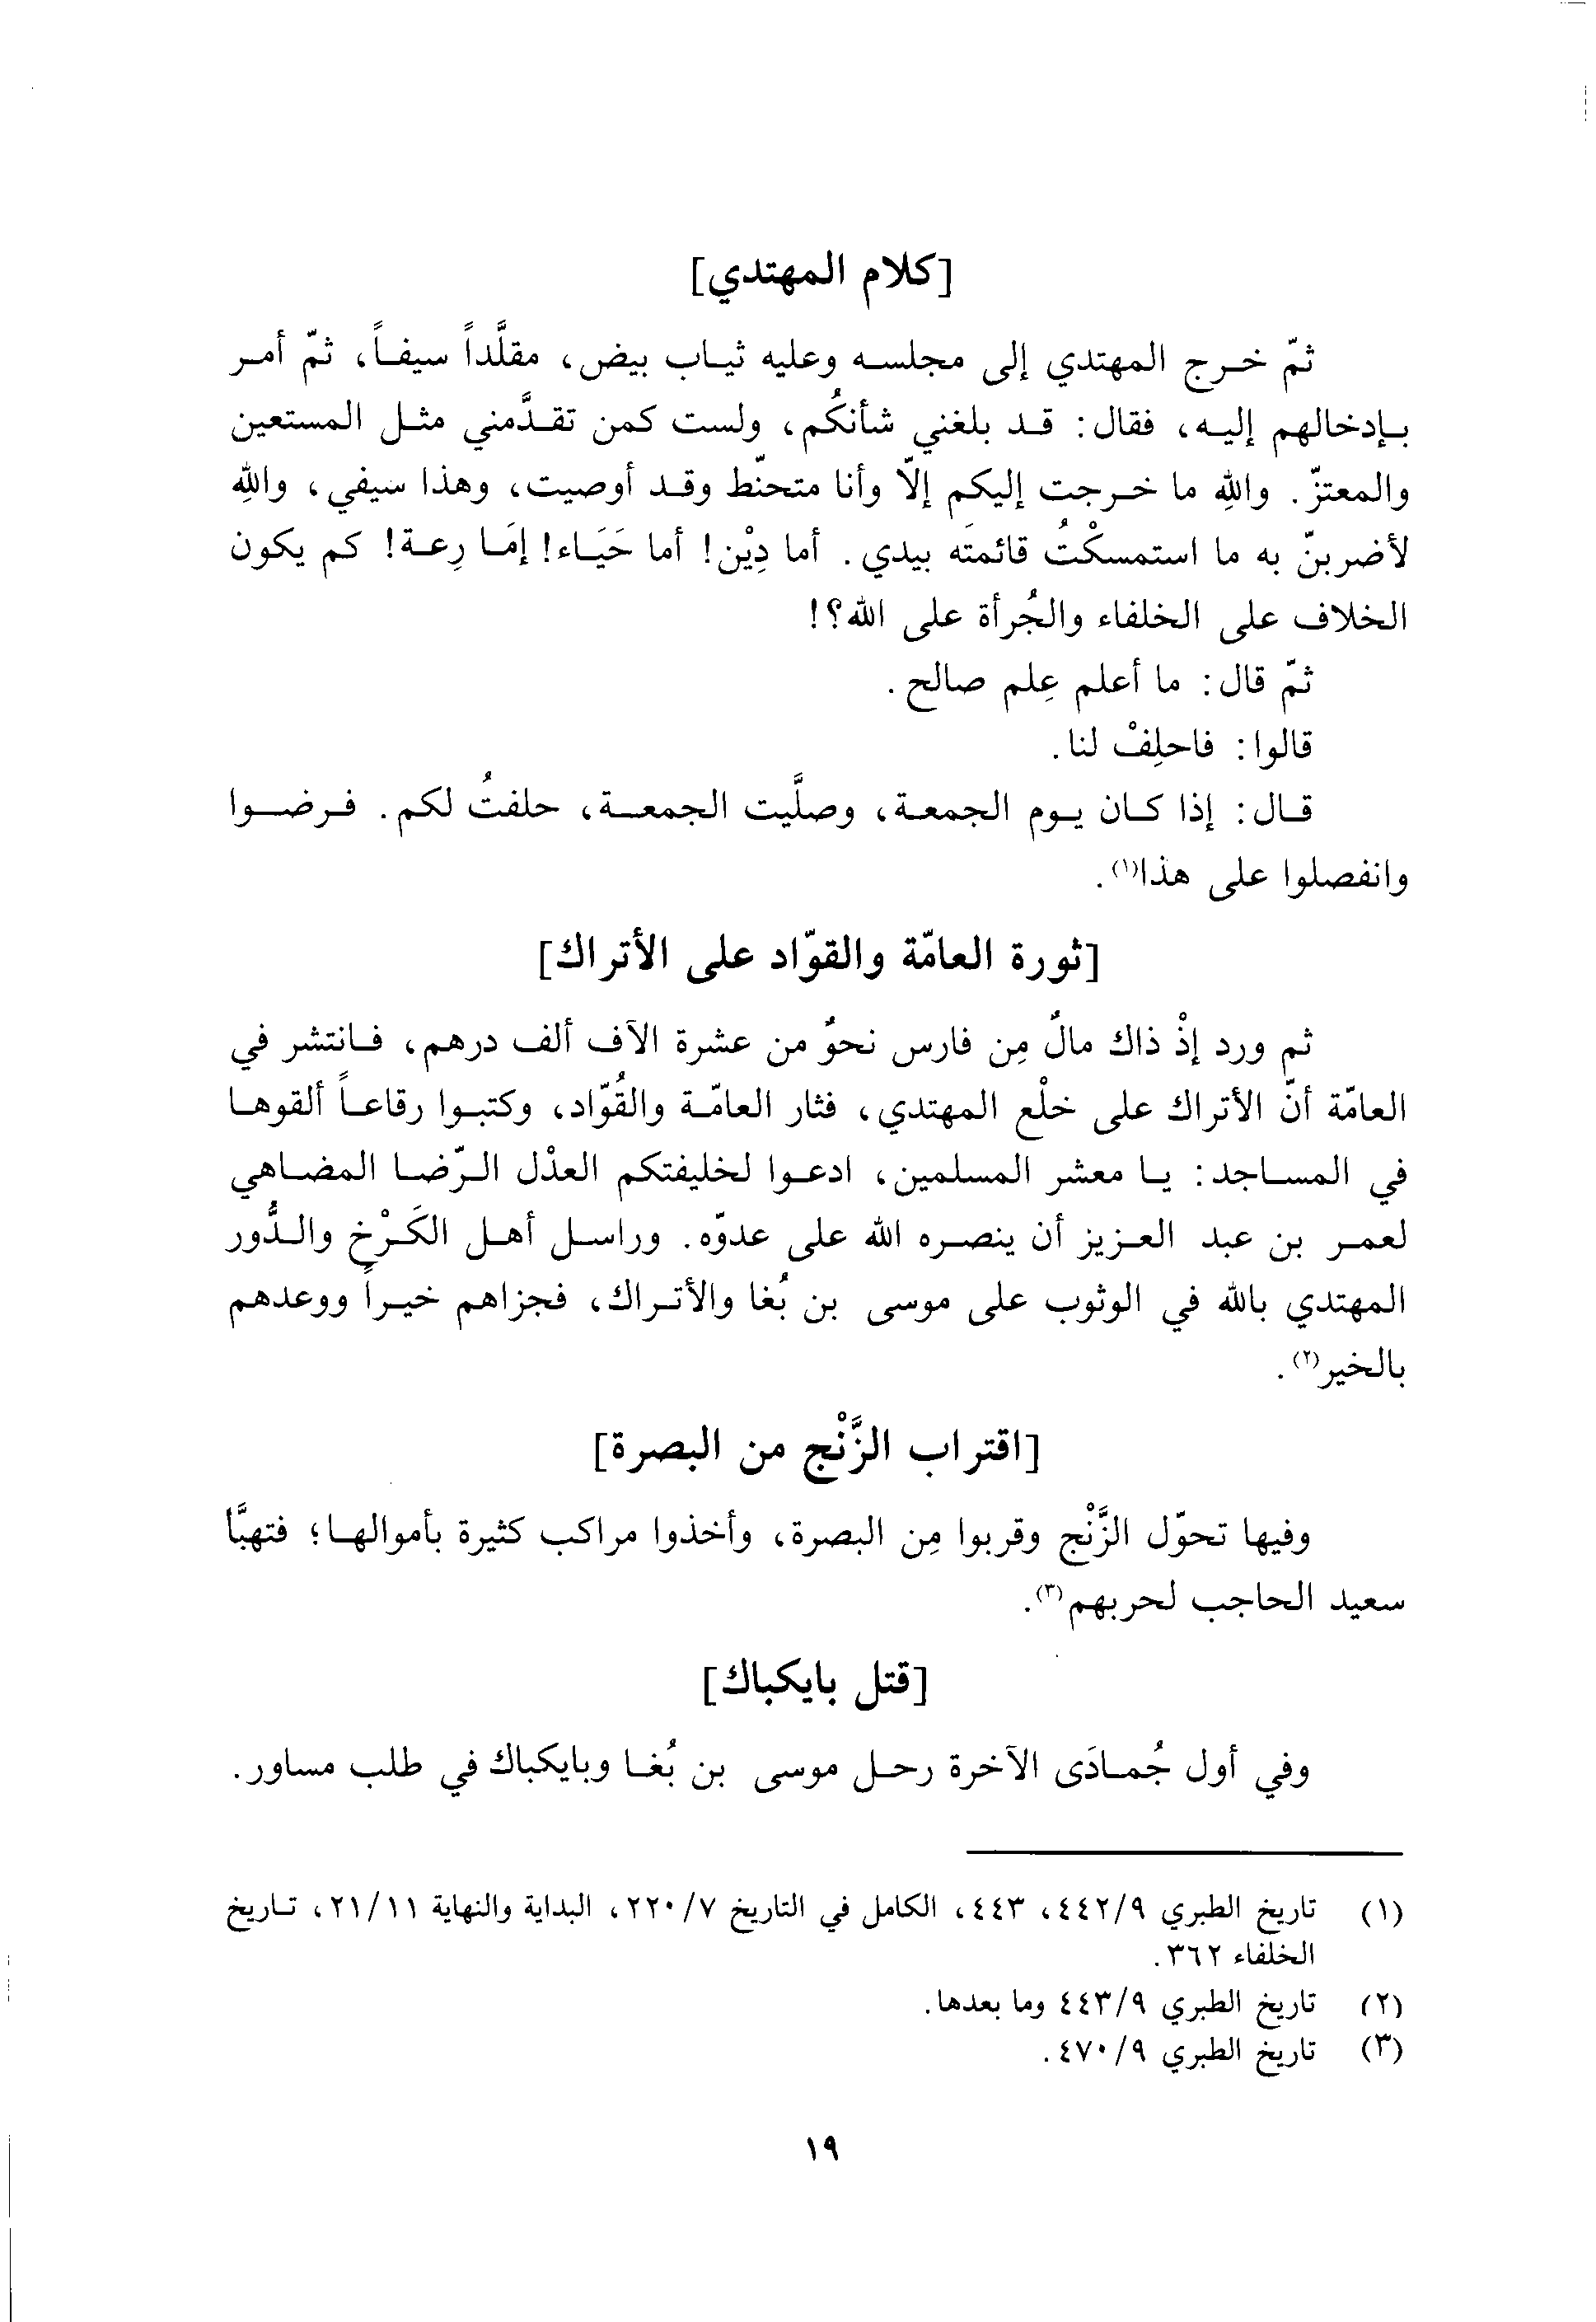 [كلام المهتدي]
ثمّ خرج المهتدي إلى مجلسه وعليه ثياب بيض، مقلَّداً سيفاً، ثمّ أمر
بإدخالهم إليه، فقال: قد بلغني شأنكُم، ولست كمن تقدَّمني مثل المستعين
والمعتزّ. واللهِ ما خرجت إليكم إلاّ وأنا متحنّط وقد أوصيت، وهذا سيفي، واللهِ
لأضربنّ به ما استمسكْتُ قائمتَه بيدي. أما دِيْن! أما حَيَاء! إمَا رِعة! كم يكون
الخلاف على الخلفاء والجُرأة على الله؟!
ثمّ قال: ما أعلم عِلم صالح.
قالوا: فاحلِفْ لنا.
قال: إذا كان يوم الجمعة، وصلَّيت الجمعة، حلفتُ لكم. فرضوا
وانفصلوا على هذا(١).
[ثورة العامّة والقوّاد على الأتراك]
ثم ورد إذْ ذاك مالٌ مِن فارس نحوٌ من عشرة الآف ألف درهم، فانتشر في
العامّة أنّ الأتراك على خلْع المهتدي، فثار العامّة والقُوّاد، وكتبوا رقاعاً ألقوها
في المساجد: يا معشر المسلمين، ادعوا لخليفتكم العدْل الرّضا المضاهي
لعمر بن عبد العزيز أن ينصره الله على عدوّه. وراسل أهل الكَرْخ والدُّور
المهتدي بالله في الوثوب على موسى بن بُغا والأتراك، فجزاهم خيراً ووعدهم
بالخير(٢).
[اقتراب الزَّنْج من البصرة]
وفيها تحوّل الزَّنْج وقربوا مِن البصرة، وأخذوا مراكب كثيرة بأموالها؛ فتهبَّأ
سعيد الحاجب لحربهم(٣).
[قتل بايكباك]
وفي أول جُمادَى الآخرة رحل موسى بن بُغا وبايكباك في طلب مساور.
(١) تاريخ الطبري ٤٤٢/٩، ٤٤٣، الكامل في التاريخ ٢٢٠/٧، البداية والنهاية ٢١/١١، تاريخ
الخلفاء ٣٦٢.
(٢) تاريخ الطبري ٤٤٣/٩ وما بعدها.
(٣) تاريخ الطبري ٤٧٠/٩.
١٩